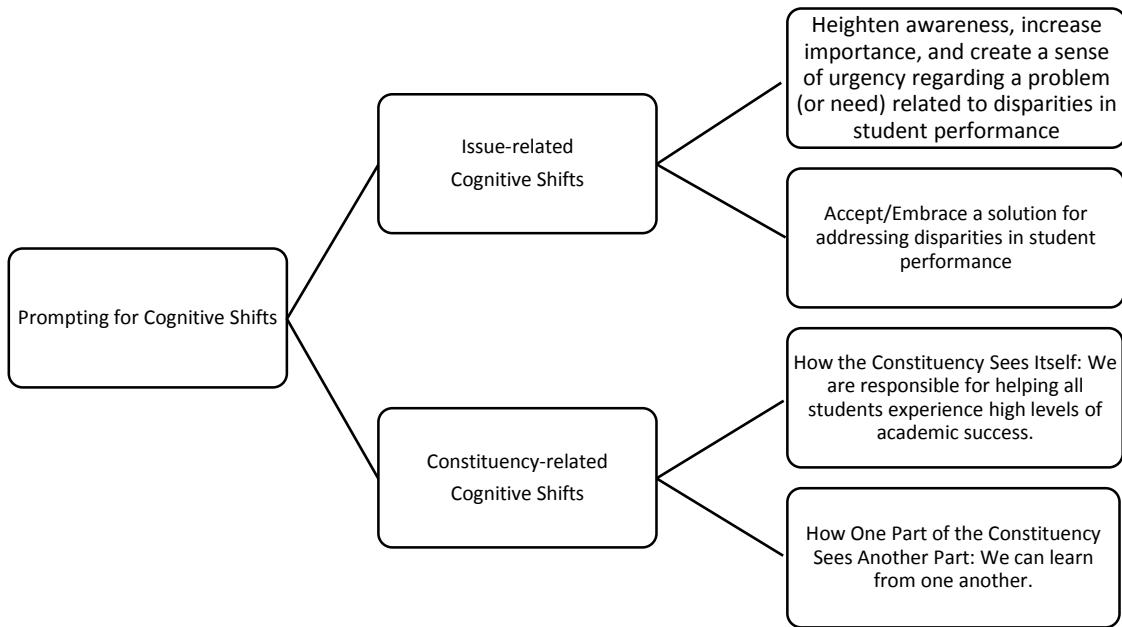 Prompting for Cognitive Shifts
Issue-related
Cognitive Shifts
Heighten awareness, increase
importance, and create a sense
of urgency regarding a problem
(or need) related to disparities in
student performance
Accept/Embrace a solution for
addressing disparities in student
performance
Constituency-related
Cognitive Shifts
How the Constituency Sees Itself: We
are responsible for helping all
students experience high levels of
academic success.
How One Part of the Constituency
Sees Another Part: We can learn
from one another.